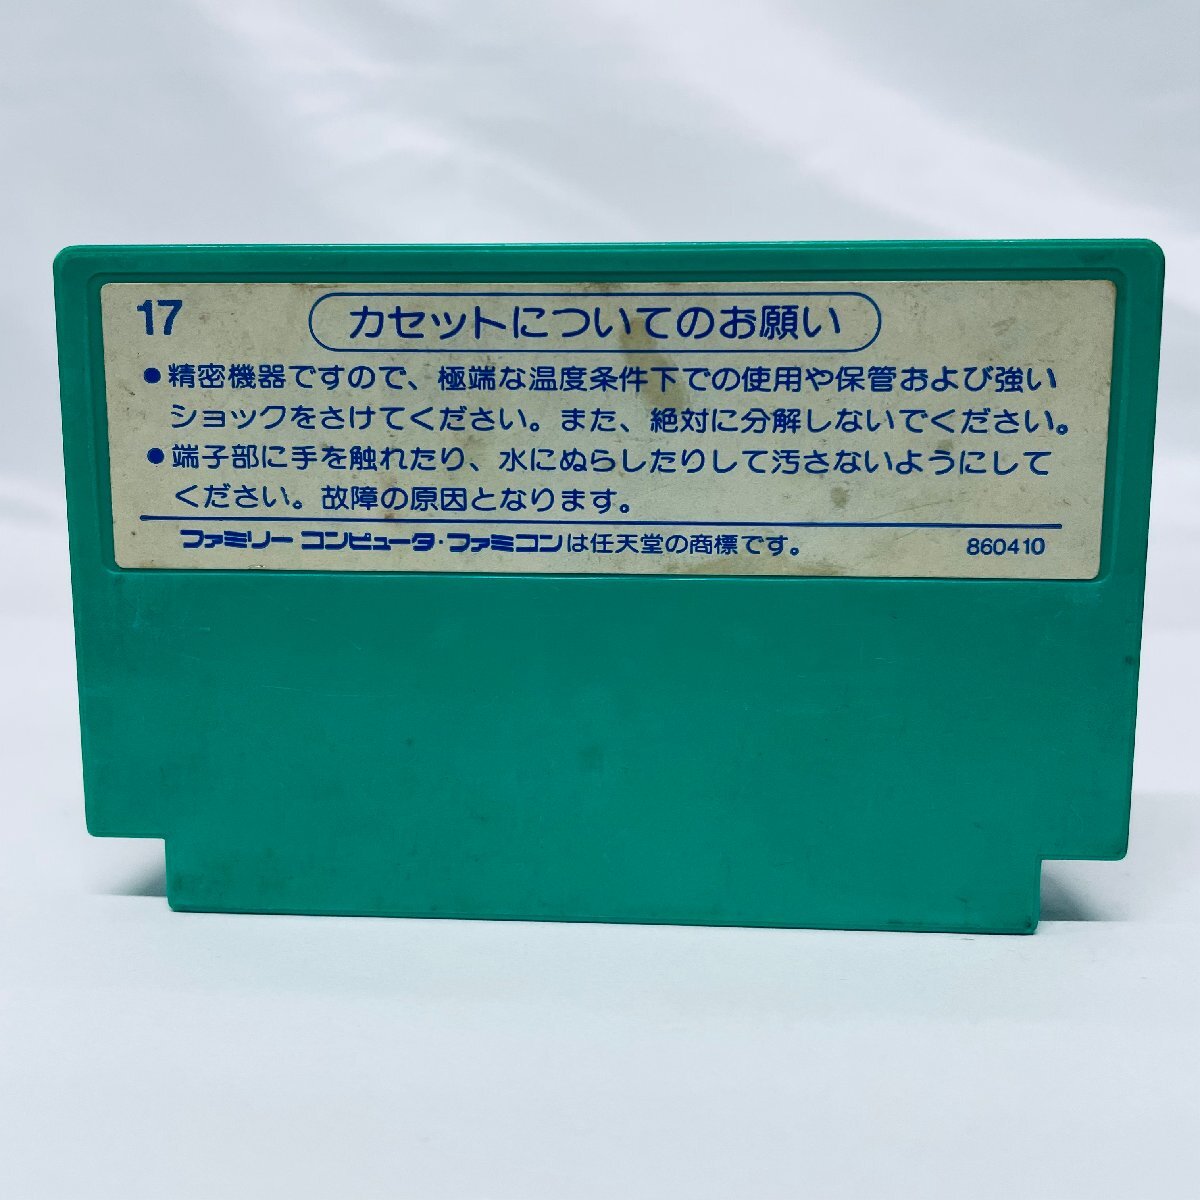 17 カセットについてのお願い
●精密機器ですので、極端な温度条件下での使用や保管および強い
ショックをさけてください。また、絶対に分解しないでください。
●端子部に手を触れたり、水にぬらしたりして汚さないようにして
ください。故障の原因となります。
ファミリーコンピュータ・ファミコンは任天堂の商標です。 860410